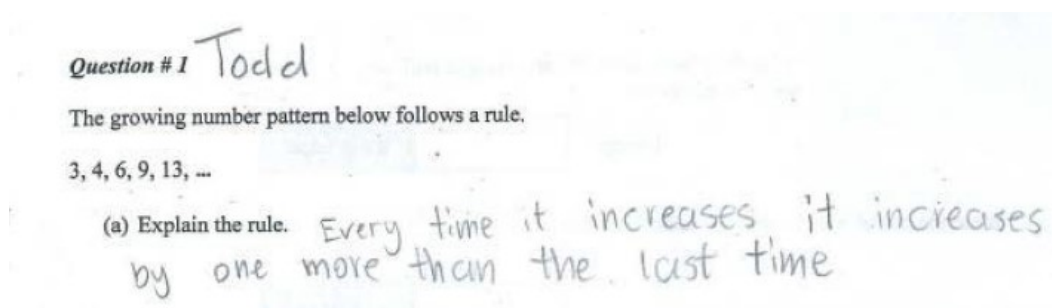 Question # 1 Todd
The growing number pattern below follows a rule.
3, 4, 6, 9, 13, ...
(a) Explain the rule. Every time it increases it increases
by one more than the last time